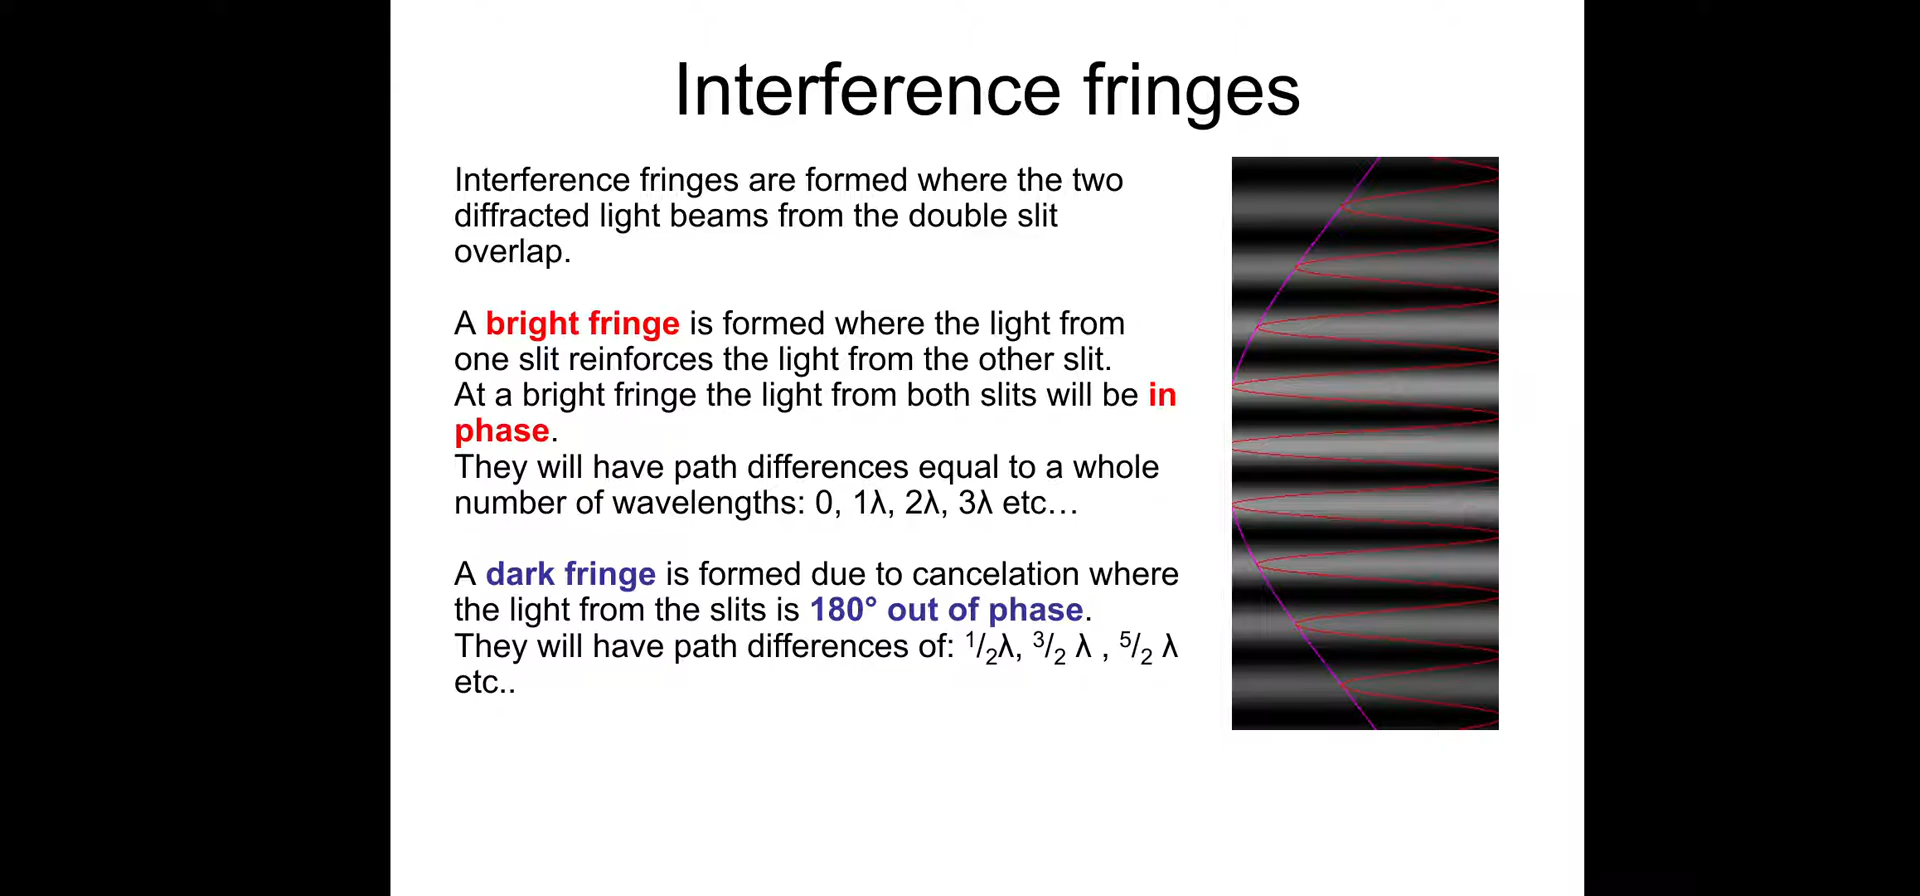 Interference fringes
Interference fringes are formed where the two
diffracted light beams from the double slit
overlap.
A bright fringe is formed where the light from
one slit reinforces the light from the other slit.
At a bright fringe the light from both slits will be in
phase.
They will have path differences equal to a whole
number of wavelengths: 0, 1λ, 2λ, 3λ etc…
A dark fringe is formed due to cancelation where
the light from the slits is 180° out of phase.
They will have path differences of: ¹/₂λ, ³/₂ λ , ⁵/₂ λ
etc..